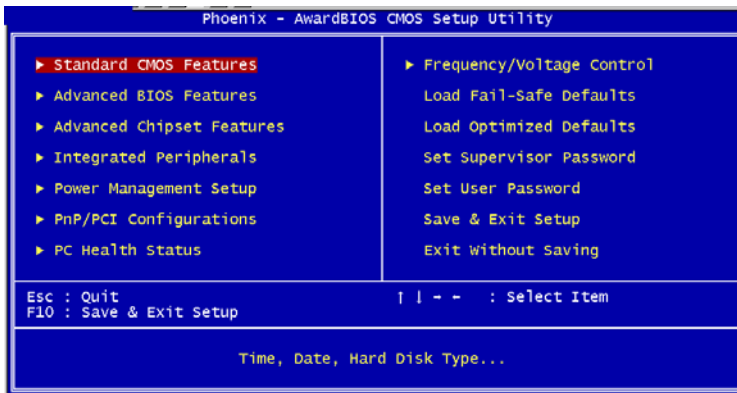 Phoenix - AwardBIOS CMOS Setup Utility
▶ Standard CMOS Features
▶ Advanced BIOS Features
▶ Advanced Chipset Features
▶ Integrated Peripherals
▶ Power Management Setup
▶ PnP/PCI Configurations
▶ PC Health Status
▶ Frequency/Voltage Control
Load Fail-Safe Defaults
Load Optimized Defaults
Set Supervisor Password
Set User Password
Save & Exit Setup
Exit Without Saving
Esc : Quit
F10 : Save & Exit Setup
↑ ↓ → ← : Select Item
Time, Date, Hard Disk Type...